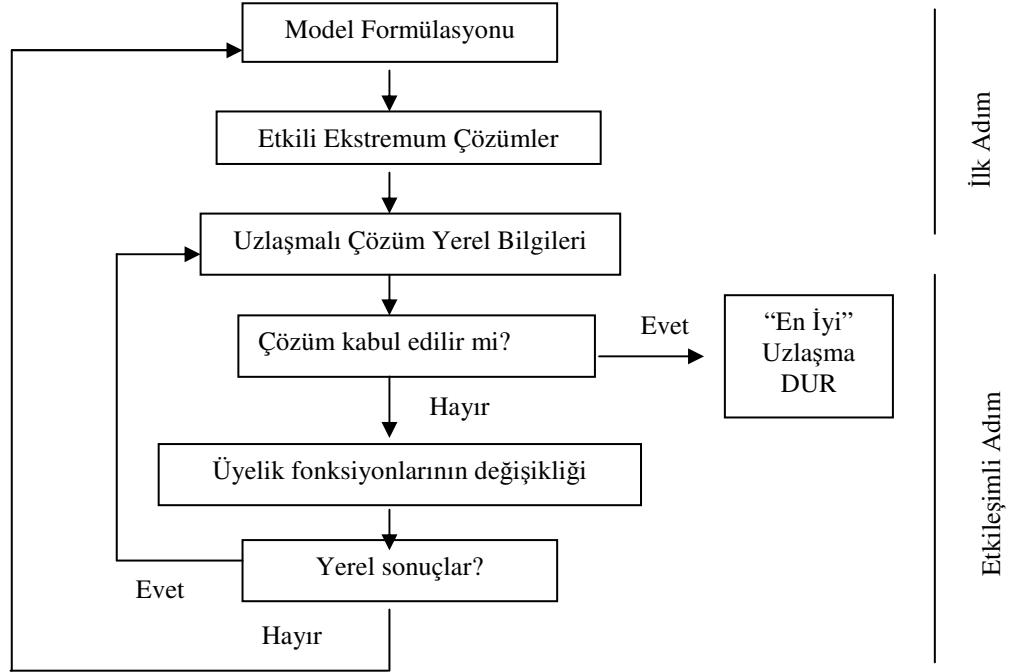 Model Formülasyonu
Etkili Ekstremum Çözümler
İlk Adım
Uzlaşmalı Çözüm Yerel Bilgileri
Çözüm kabul edilir mi?
Evet
“En İyi”
Uzlaşma
DUR
Hayır
Üyelik fonksiyonlarının değişikliği
Etkileşimli Adım
Yerel sonuçlar?
Evet
Hayır